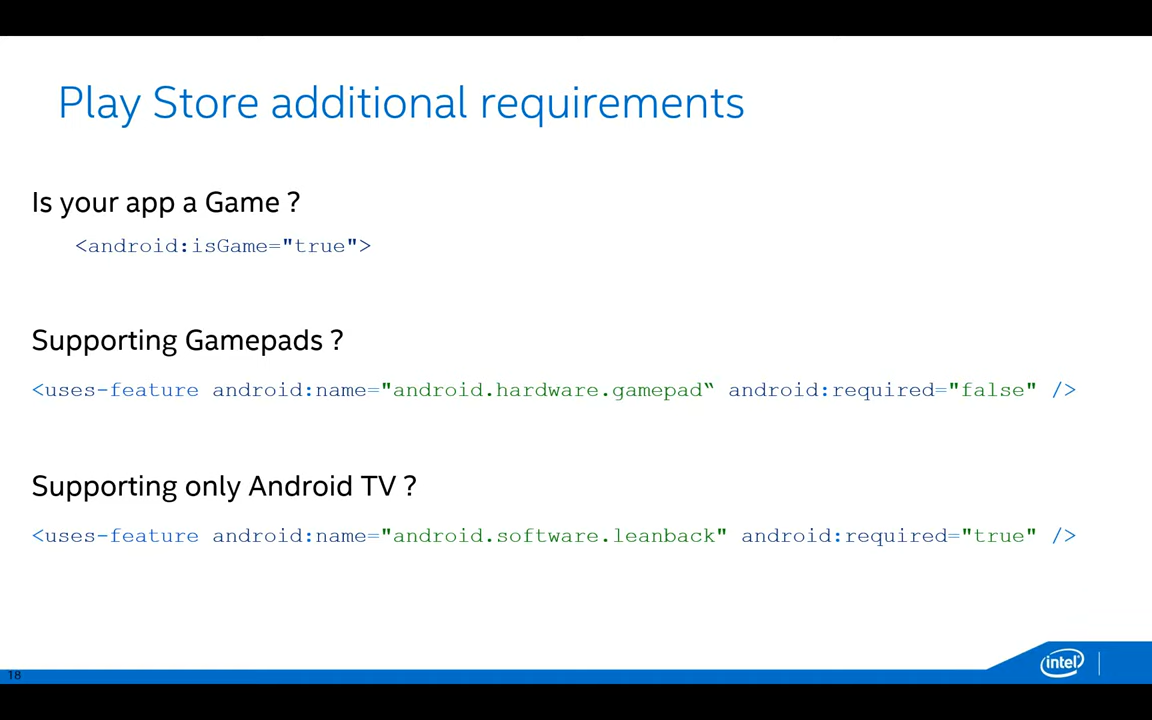 Play Store additional requirements
Is your app a Game ?
<android:isGame="true">
Supporting Gamepads ?
<uses-feature android:name="android.hardware.gamepad‟ android:required="false" />
Supporting only Android TV ?
<uses-feature android:name="android.software.leanback" android:required="true" />
18
intel